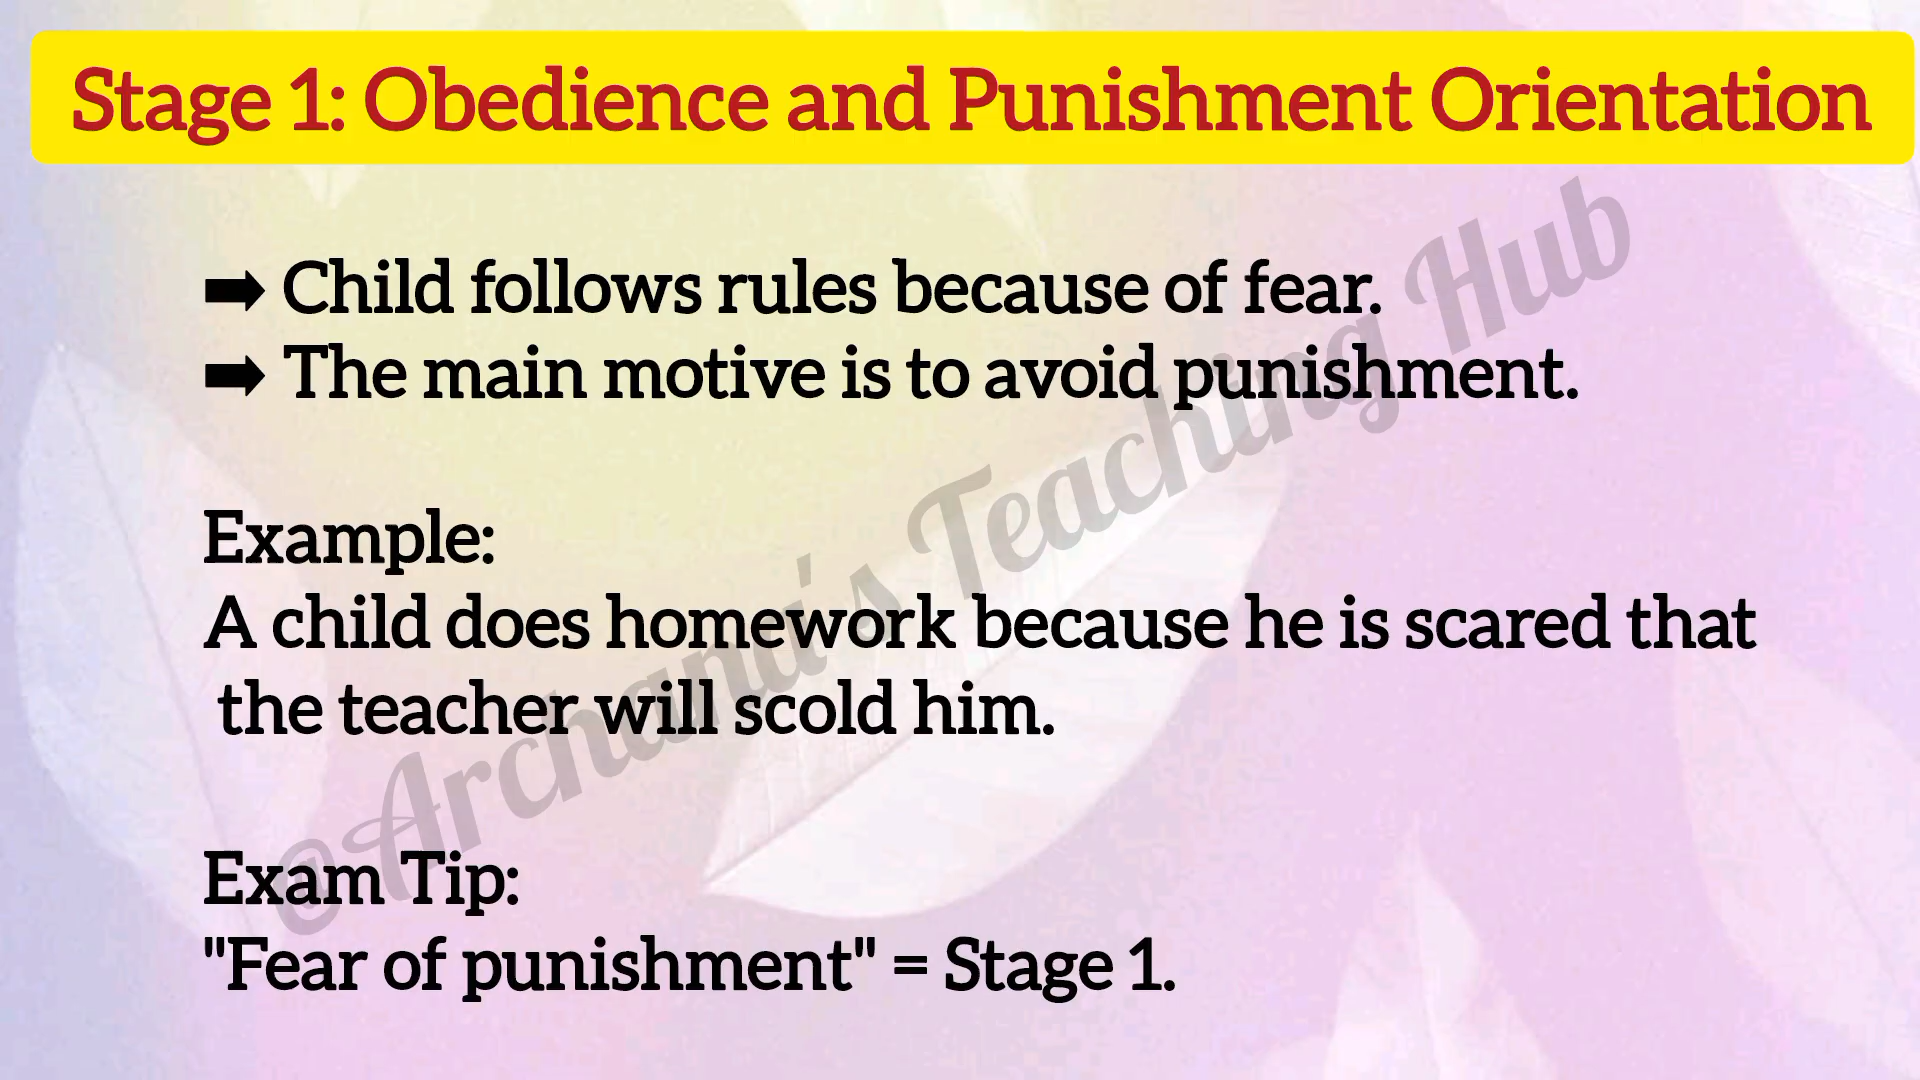 Stage 1: Obedience and Punishment Orientation
➡ Child follows rules because of fear.
➡ The main motive is to avoid punishment.
Example:
A child does homework because he is scared that
the teacher will scold him.
Exam Tip:
"Fear of punishment" = Stage 1.
@Archana's Teaching Hub